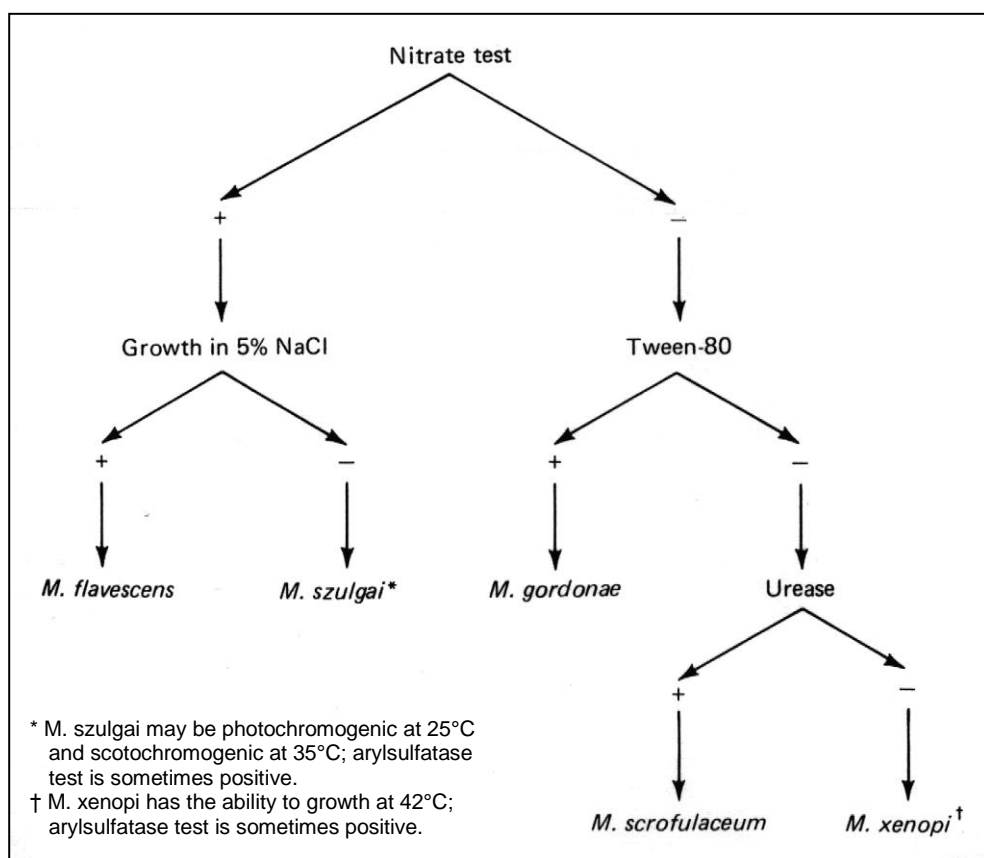 Nitrate test
+ —
Growth in 5% NaCl Tween-80
+ — + —
M. flavescens M. szulgai* M. gordonae Urease
+ —
* M. szulgai may be photochromogenic at 25°C
and scotochromogenic at 35°C; arylsulfatase
test is sometimes positive.
† M. xenopi has the ability to growth at 42°C;
arylsulfatase test is sometimes positive.
M. scrofulaceum M. xenopi†